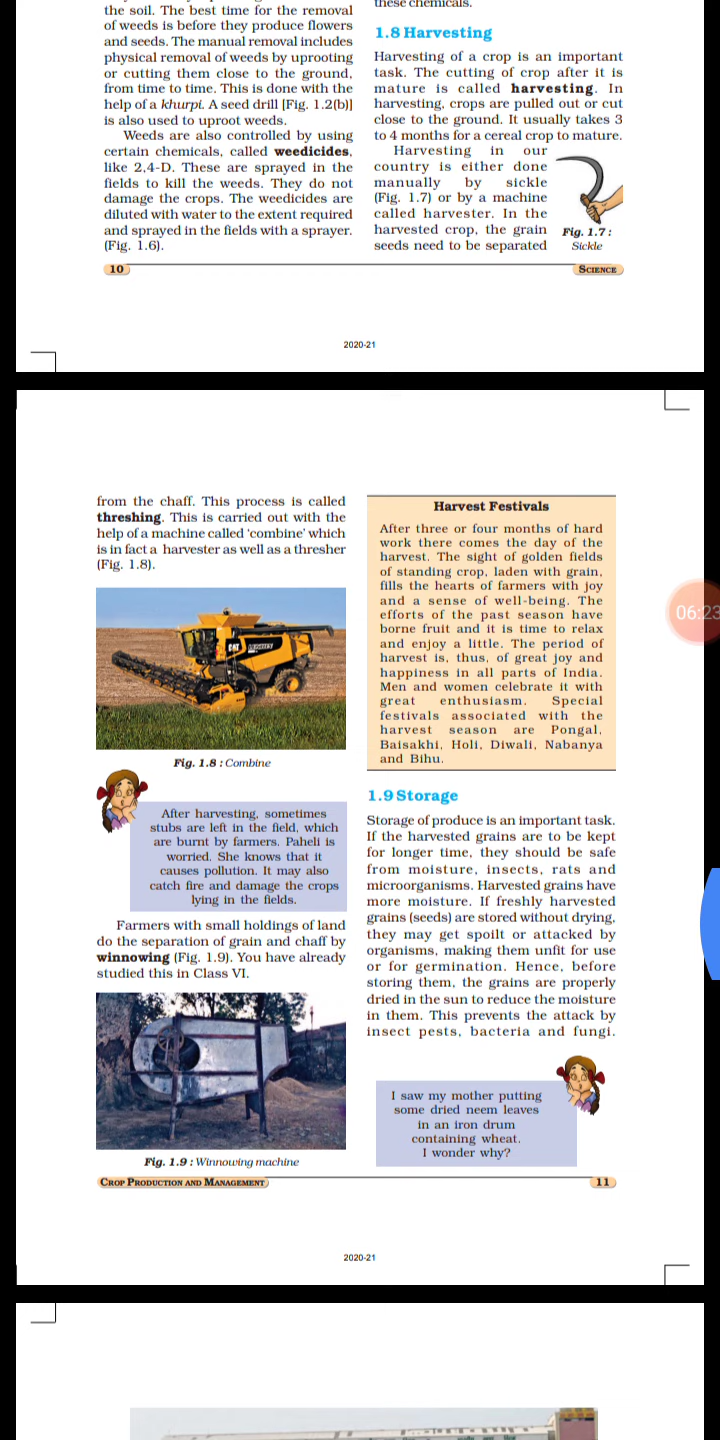 the soil. The best time for the removal
of weeds is before they produce flowers
and seeds. The manual removal includes
physical removal of weeds by uprooting
or cutting them close to the ground,
from time to time. This is done with the
help of a khurpi. A seed drill [Fig. 1.2(b)]
is also used to uproot weeds.
Weeds are also controlled by using
certain chemicals, called weedicides,
like 2,4-D. These are sprayed in the
fields to kill the weeds. They do not
damage the crops. The weedicides are
diluted with water to the extent required
and sprayed in the fields with a sprayer.
(Fig. 1.6).
these chemicals.
1.8 Harvesting
Harvesting of a crop is an important
task. The cutting of crop after it is
mature is called harvesting. In
harvesting, crops are pulled out or cut
close to the ground. It usually takes 3
to 4 months for a cereal crop to mature.
Harvesting in our
country is either done
manually by sickle
(Fig. 1.7) or by a machine
called harvester. In the
harvested crop, the grain
seeds need to be separated
Fig. 1.7 :
Sickle
10
SCIENCE
2020-21
from the chaff. This process is called
threshing. This is carried out with the
help of a machine called ‘combine’ which
is in fact a harvester as well as a thresher
(Fig. 1.8).
CAT
Fig. 1.8 : Combine
After harvesting, sometimes
stubs are left in the field, which
are burnt by farmers. Paheli is
worried. She knows that it
causes pollution. It may also
catch fire and damage the crops
lying in the fields.
Farmers with small holdings of land
do the separation of grain and chaff by
winnowing (Fig. 1.9). You have already
studied this in Class VI.
Fig. 1.9 : Winnowing machine
Harvest Festivals
After three or four months of hard
work there comes the day of the
harvest. The sight of golden fields
of standing crop, laden with grain,
fills the hearts of farmers with joy
and a sense of well-being. The
efforts of the past season have
borne fruit and it is time to relax
and enjoy a little. The period of
harvest is, thus, of great joy and
happiness in all parts of India.
Men and women celebrate it with
great enthusiasm. Special
festivals associated with the
harvest season are Pongal,
Baisakhi, Holi, Diwali, Nabanya
and Bihu.
06:23
1.9 Storage
Storage of produce is an important task.
If the harvested grains are to be kept
for longer time, they should be safe
from moisture, insects, rats and
microorganisms. Harvested grains have
more moisture. If freshly harvested
grains (seeds) are stored without drying,
they may get spoilt or attacked by
organisms, making them unfit for use
or for germination. Hence, before
storing them, the grains are properly
dried in the sun to reduce the moisture
in them. This prevents the attack by
insect pests, bacteria and fungi.
I saw my mother putting
some dried neem leaves
in an iron drum
containing wheat.
I wonder why?
CROP PRODUCTION AND MANAGEMENT
11
2020-21